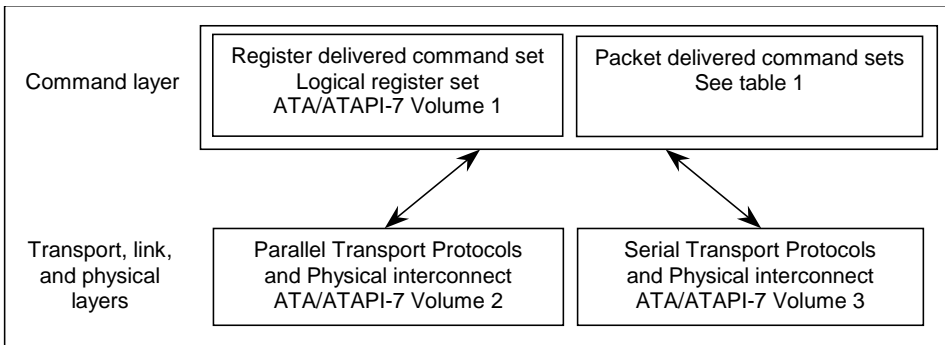 Command layer
Register delivered command set
Logical register set
ATA/ATAPI-7 Volume 1
Packet delivered command sets
See table 1
Transport, link,
and physical
layers
Parallel Transport Protocols
and Physical interconnect
ATA/ATAPI-7 Volume 2
Serial Transport Protocols
and Physical interconnect
ATA/ATAPI-7 Volume 3